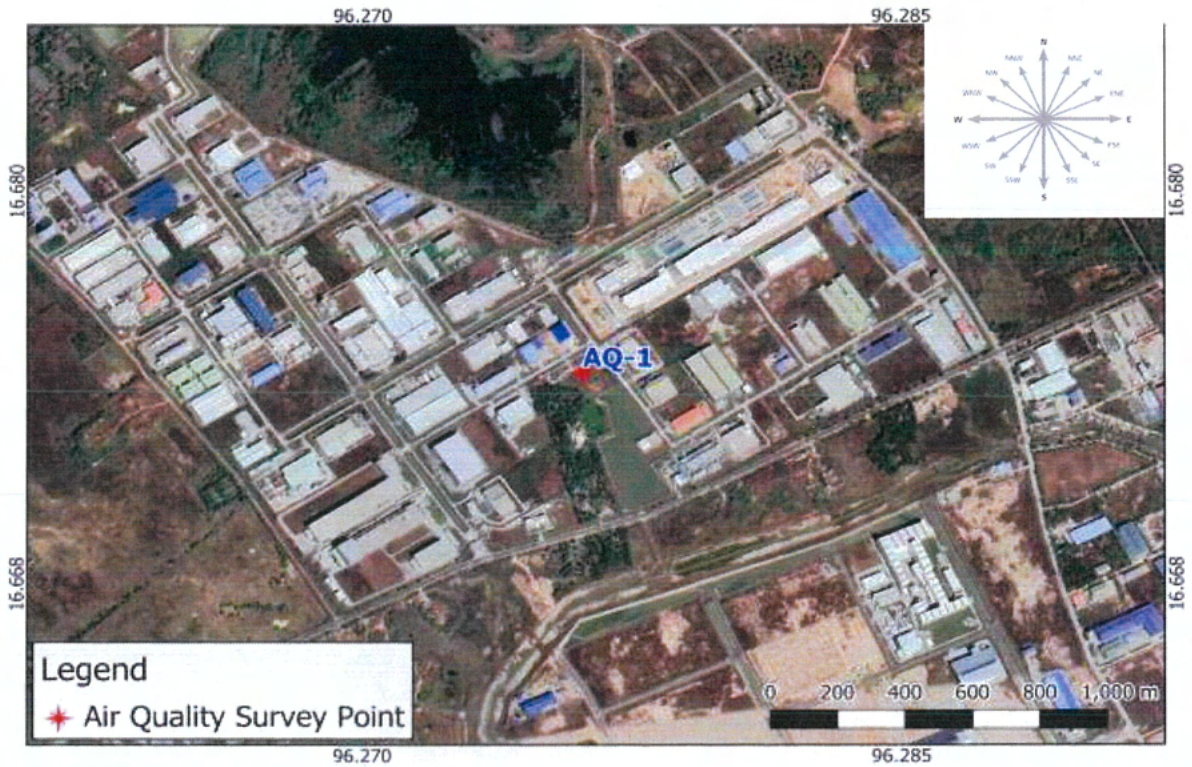 96.270 96.285
N
NNW NNE
NW NE
WNW ENE
W E
WSW ESE
SW SE
SSW SSE
S
16.680 16.680
AQ-1
16.668 16.668
Legend
Air Quality Survey Point
0 200 400 600 800 1,000 m
96.270 96.285